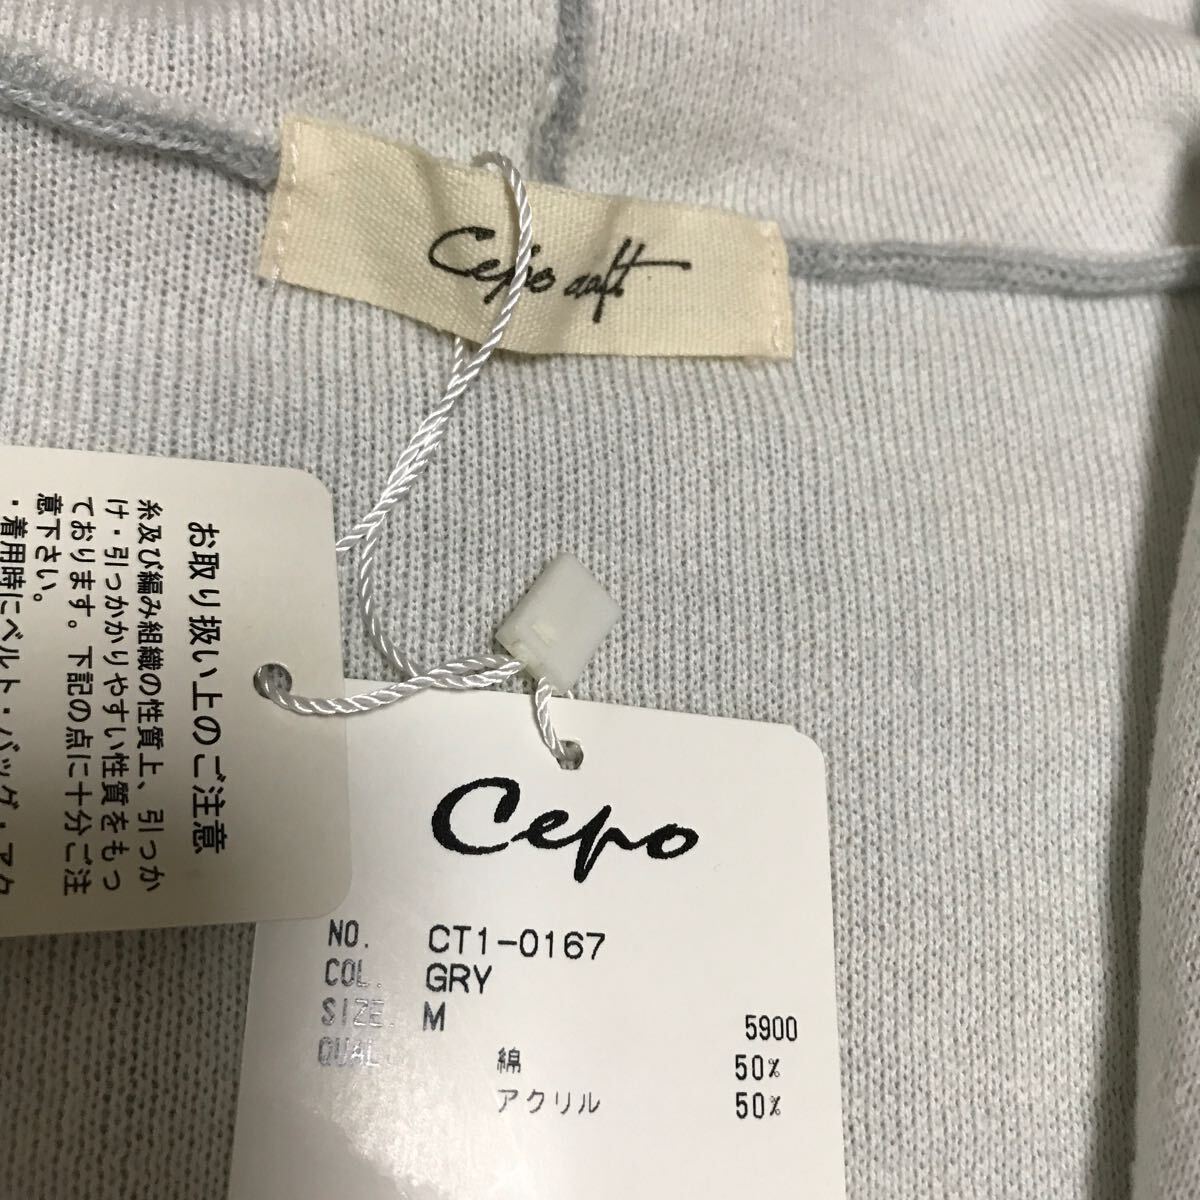 Cepo
お取り扱い上のご注意
糸及び編み組織の性質上、引っか
け・引っかかりやすい性質をもっ
ております。下記の点に十分ご注
意下さい。
・着用時にベルト・バッグ・アク
Cepo
NO. CT1-0167
COL. GRY
SIZE. M 5900
QUAL. 綿 50%
アクリル 50%